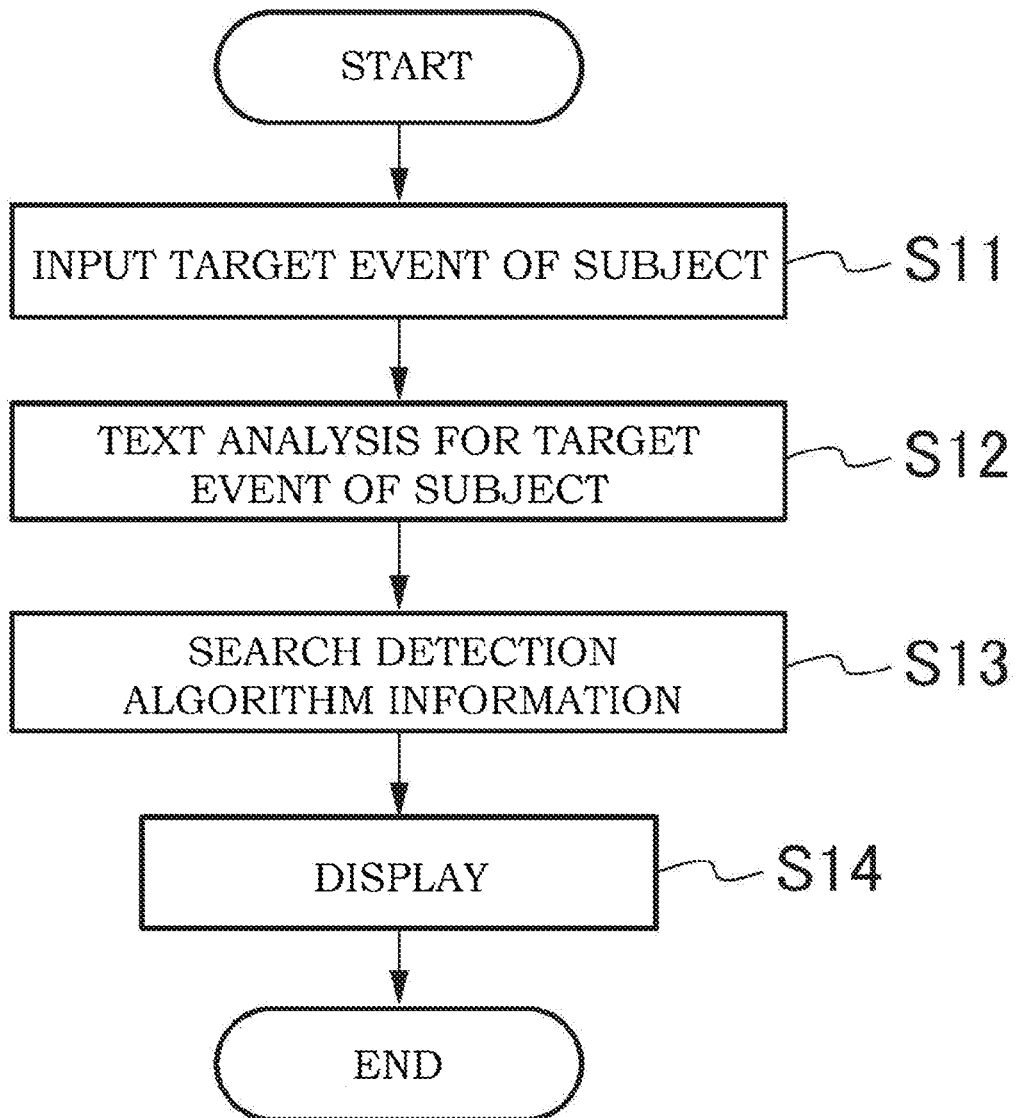 START
INPUT TARGET EVENT OF SUBJECT
S11
TEXT ANALYSIS FOR TARGET
EVENT OF SUBJECT
S12
SEARCH DETECTION
ALGORITHM INFORMATION
S13
DISPLAY
S14
END